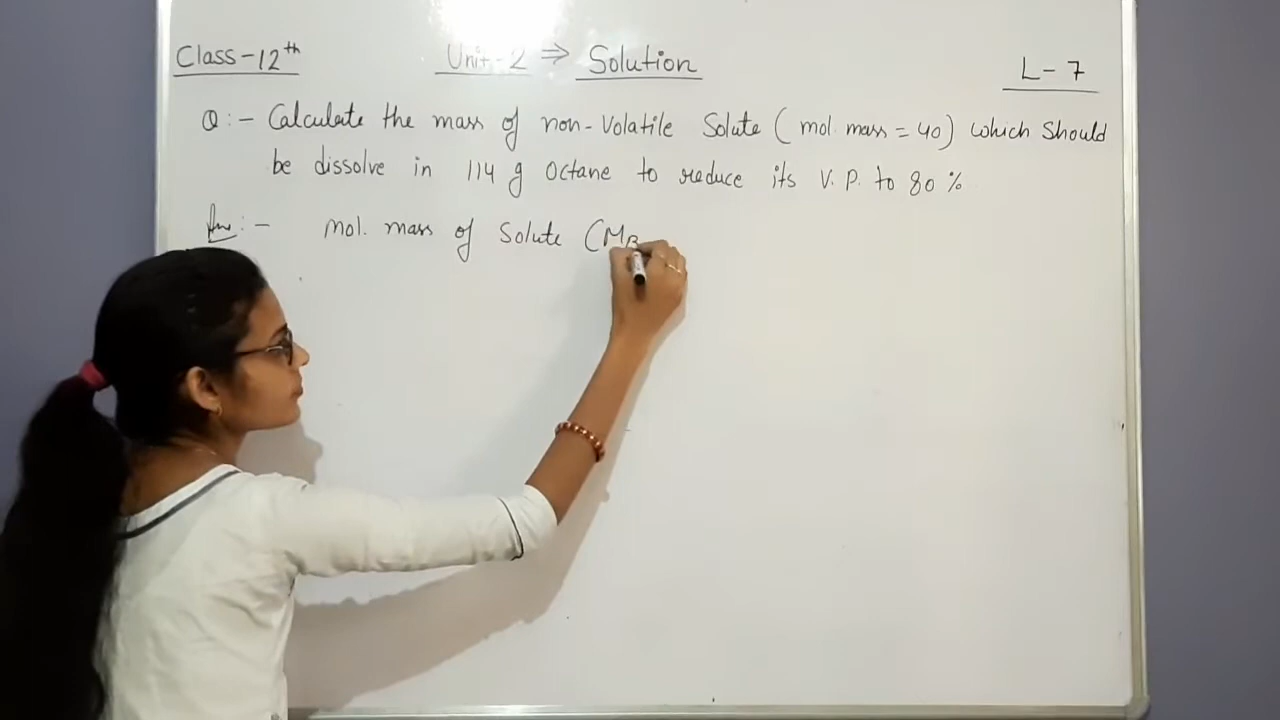 Class-12th
Unit-2 ⇒ Solution
L-7
Q:- Calculate the mass of non-Volatile Solute (mol. mass = 40) which should
be dissolve in 114 g Octane to reduce its V.P. to 80%
Ans:- mol. mass of Solute (MB